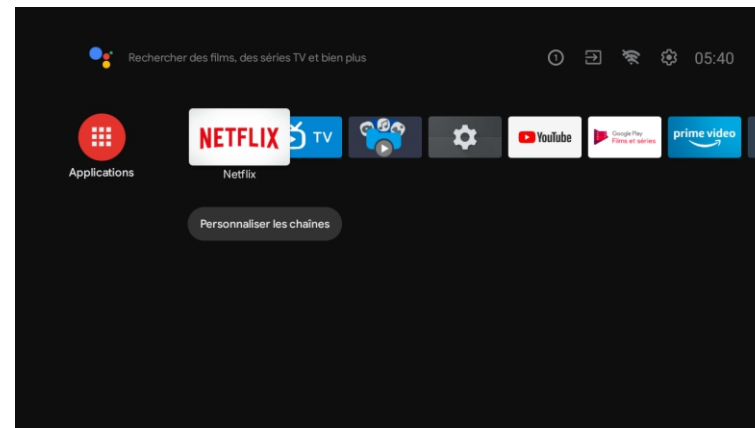 Rechercher des films, des séries TV et bien plus
1
05:40
NETFLIX
TV
YouTube
Google Play
Films et séries
prime video
Applications
Netflix
Personnaliser les chaînes